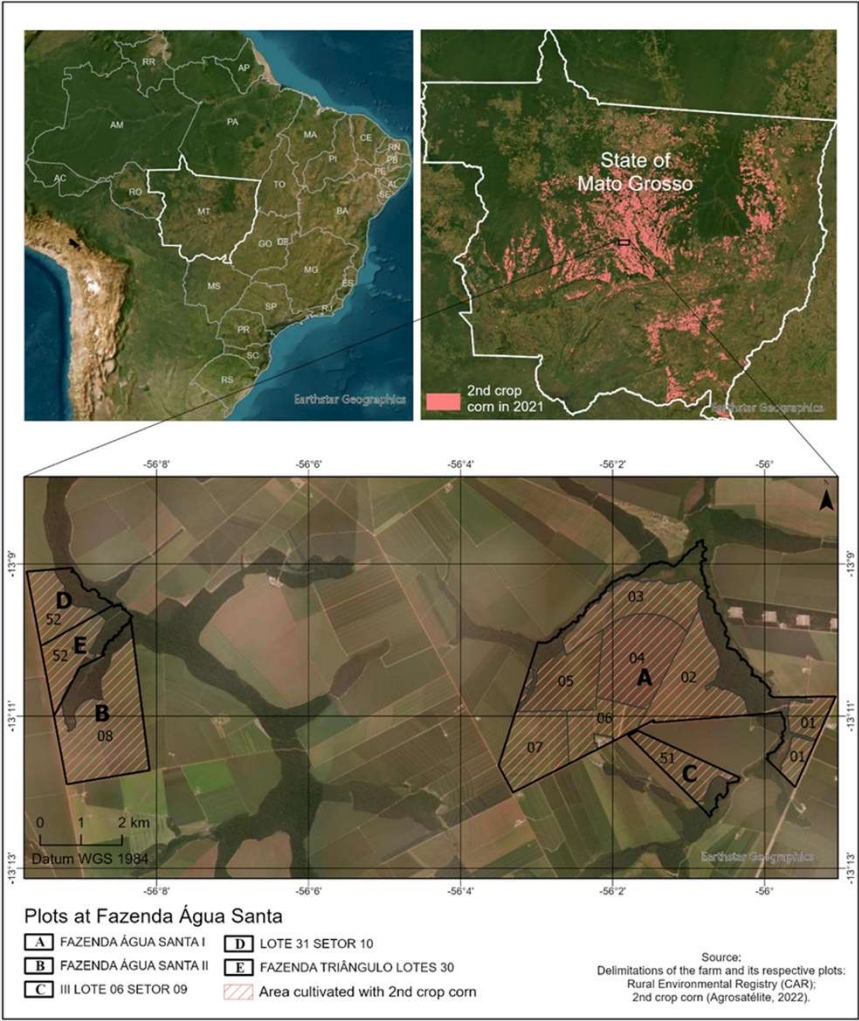 RR
AP
AM
PA
MA
CE
RN
PB
PI
PE
AL
SE
AC
RO
TO
MT
BA
GO
DF
MG
MS
ES
SP
RJ
PR
SC
RS
Earthstar Geographics
State of
Mato Grosso
2nd crop
corn in 2021
Earthstar Geographics
-56°8'
-56°6'
-56°4'
-56°2'
-56°
-13°9'
-13°9'
D
52
52
E
B
08
03
04
A
05
02
06
07
01
01
51
C
-13°11'
-13°11'
0 1 2 km
Datum WGS 1984
Earthstar Geographics
-13°13'
-13°13'
-56°8'
-56°6'
-56°4'
-56°2'
-56°
Plots at Fazenda Água Santa
A FAZENDA ÁGUA SANTA I
B FAZENDA ÁGUA SANTA II
C III LOTE 06 SETOR 09
D LOTE 31 SETOR 10
E FAZENDA TRIÂNGULO LOTES 30
Area cultivated with 2nd crop corn
Source:
Delimitations of the farm and its respective plots:
Rural Environmental Registry (CAR);
2nd crop corn (Agrosatélite, 2022).